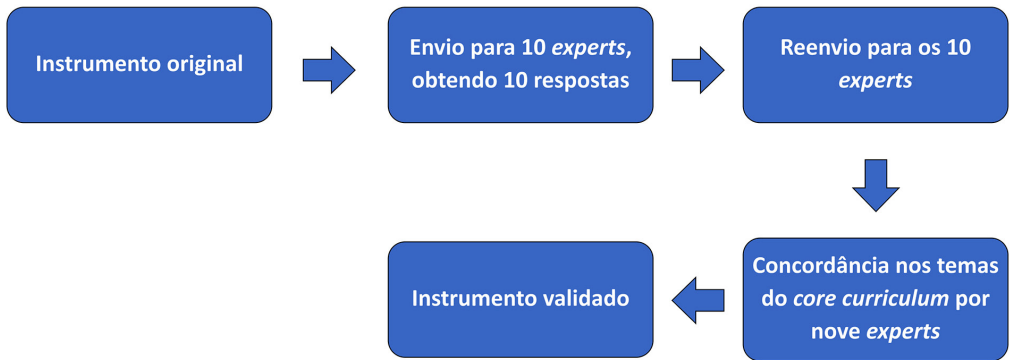 Instrumento original
Envio para 10 experts,
obtendo 10 respostas
Reenvio para os 10
experts
Concordância nos temas
do core curriculum por
nove experts
Instrumento validado